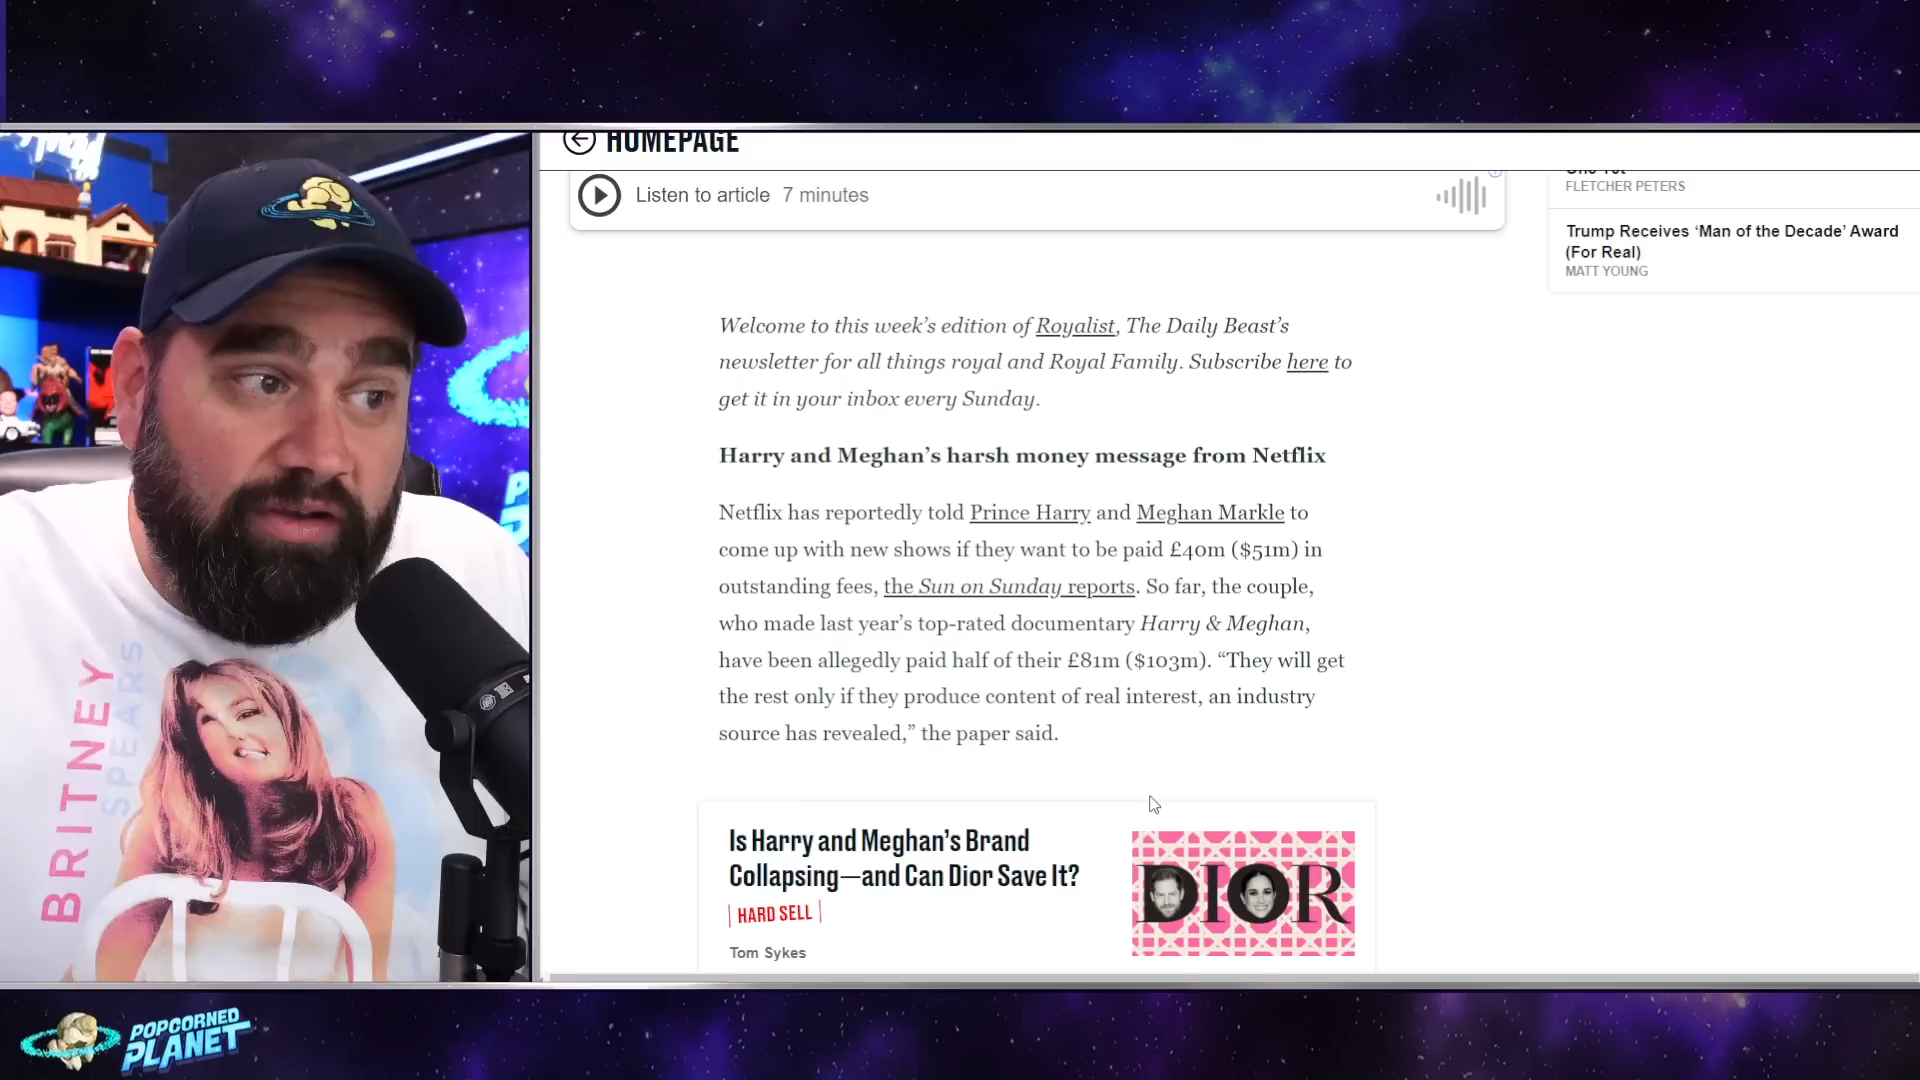 HOMEPAGE
Listen to article 7 minutes
FLETCHER PETERS
Trump Receives ‘Man of the Decade’ Award
(For Real)
MATT YOUNG
Welcome to this week’s edition of Royalist, The Daily Beast’s
newsletter for all things royal and Royal Family. Subscribe here to
get it in your inbox every Sunday.
Harry and Meghan’s harsh money message from Netflix
Netflix has reportedly told Prince Harry and Meghan Markle to
come up with new shows if they want to be paid £40m ($51m) in
outstanding fees, the Sun on Sunday reports. So far, the couple,
who made last year’s top-rated documentary Harry & Meghan,
have been allegedly paid half of their £81m ($103m). “They will get
the rest only if they produce content of real interest, an industry
source has revealed,” the paper said.
Is Harry and Meghan’s Brand
Collapsing—and Can Dior Save It?
HARD SELL
Tom Sykes
DIOR
BRITNEY
SPEARS
POPCORNED
PLANET